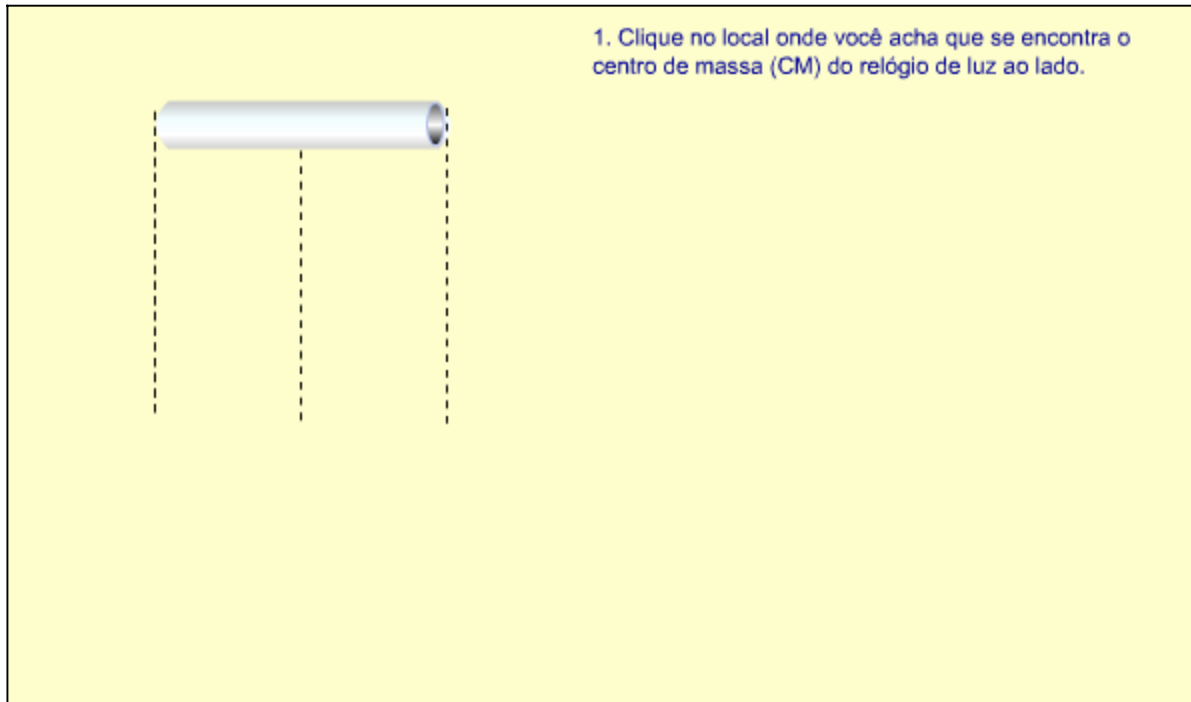 1. Clique no local onde você acha que se encontra o
centro de massa (CM) do relógio de luz ao lado.